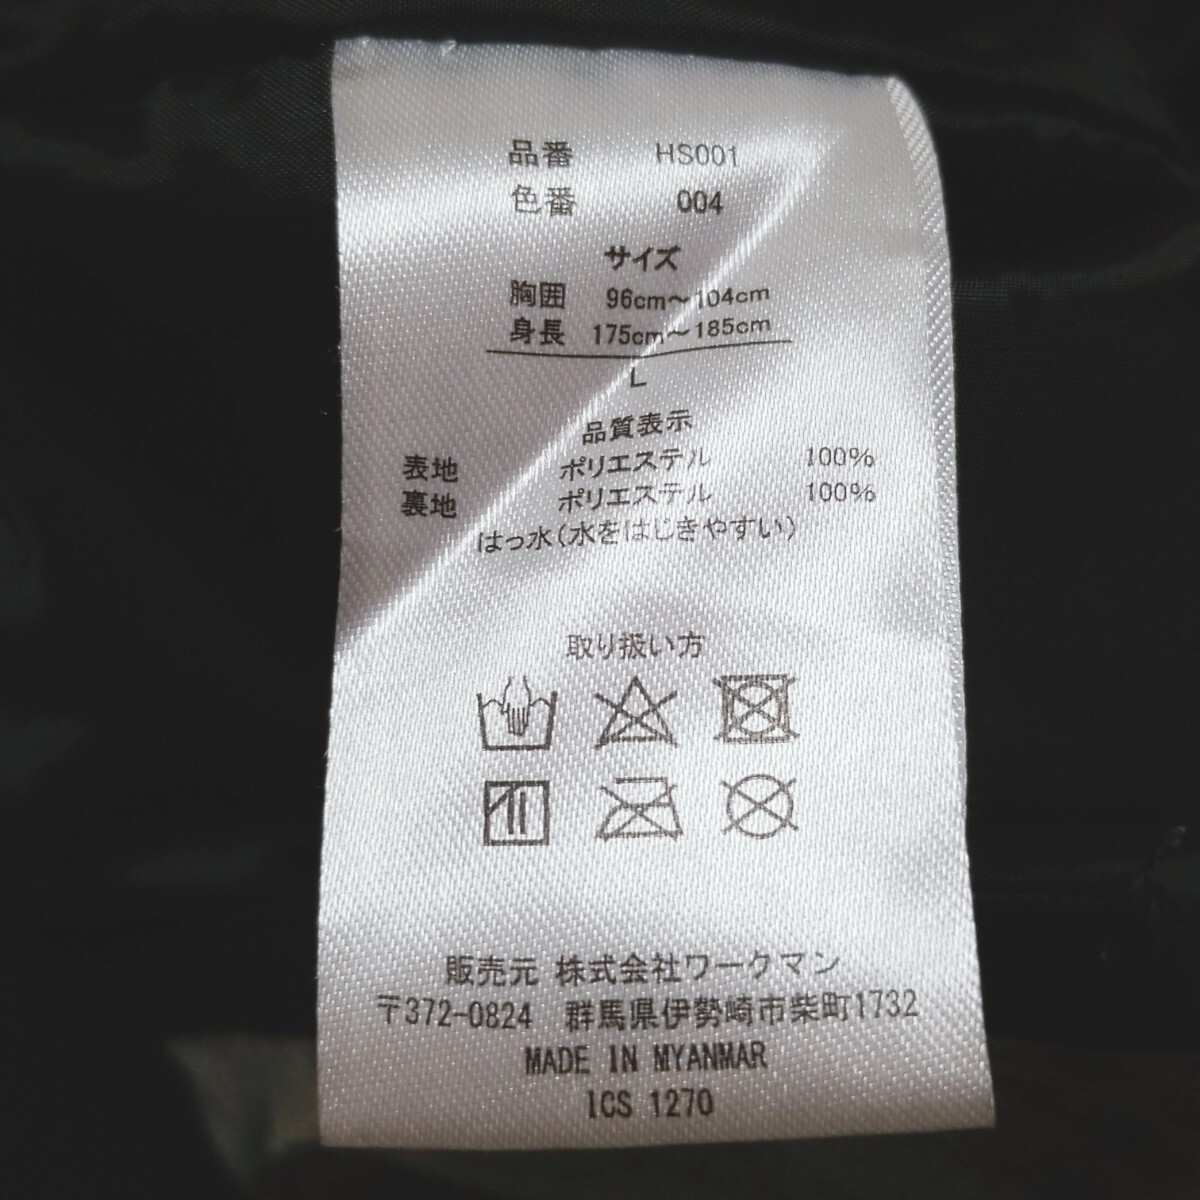 品番 HS001
色番 004
サイズ
胸囲 96cm～104cm
身長 175cm～185cm
L
品質表示
表地 ポリエステル 100%
裏地 ポリエステル 100%
はっ水(水をはじきやすい)
取り扱い方
販売元 株式会社ワークマン
〒372-0824 群馬県伊勢崎市柴町1732
MADE IN MYANMAR
ICS 1270